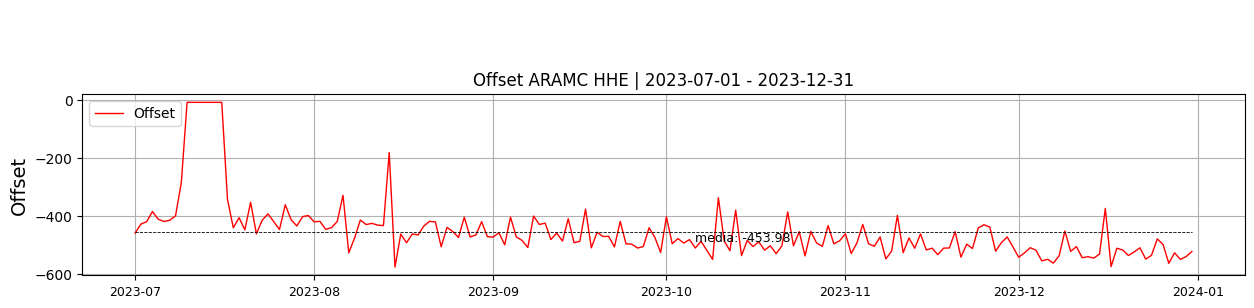 Offset ARAMC HHE | 2023-07-01 - 2023-12-31
Offset
Offset
0
−200
−400
−600
media: -453.98
2023-07
2023-08
2023-09
2023-10
2023-11
2023-12
2024-01